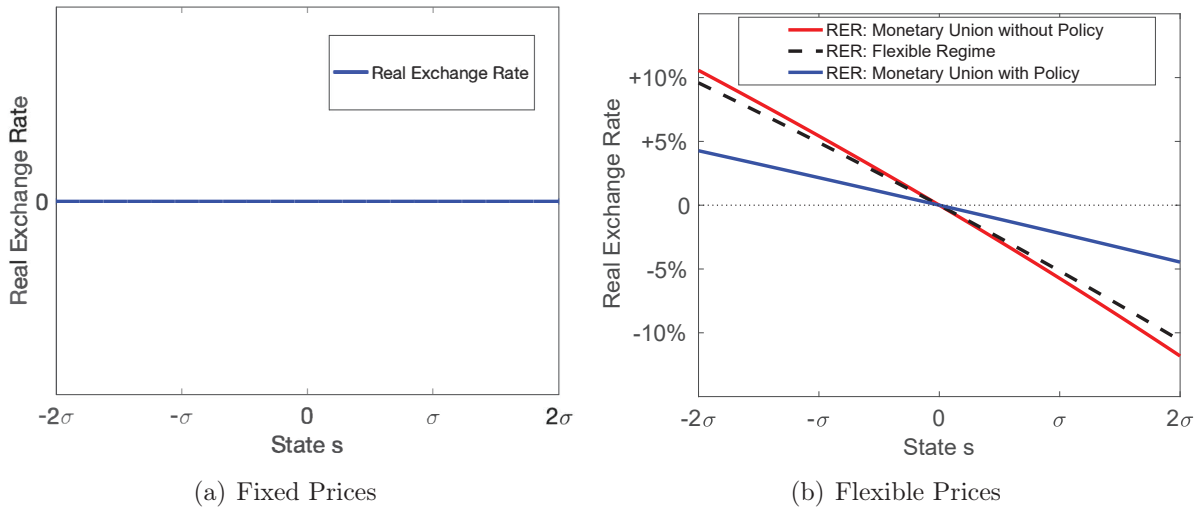 Real Exchange Rate
Real Exchange Rate
0
-2σ -σ 0 σ 2σ
State s
(a) Fixed Prices
RER: Monetary Union without Policy
RER: Flexible Regime
RER: Monetary Union with Policy
Real Exchange Rate
+10%
+5%
0
-5%
-10%
-2σ -σ 0 σ 2σ
State s
(b) Flexible Prices